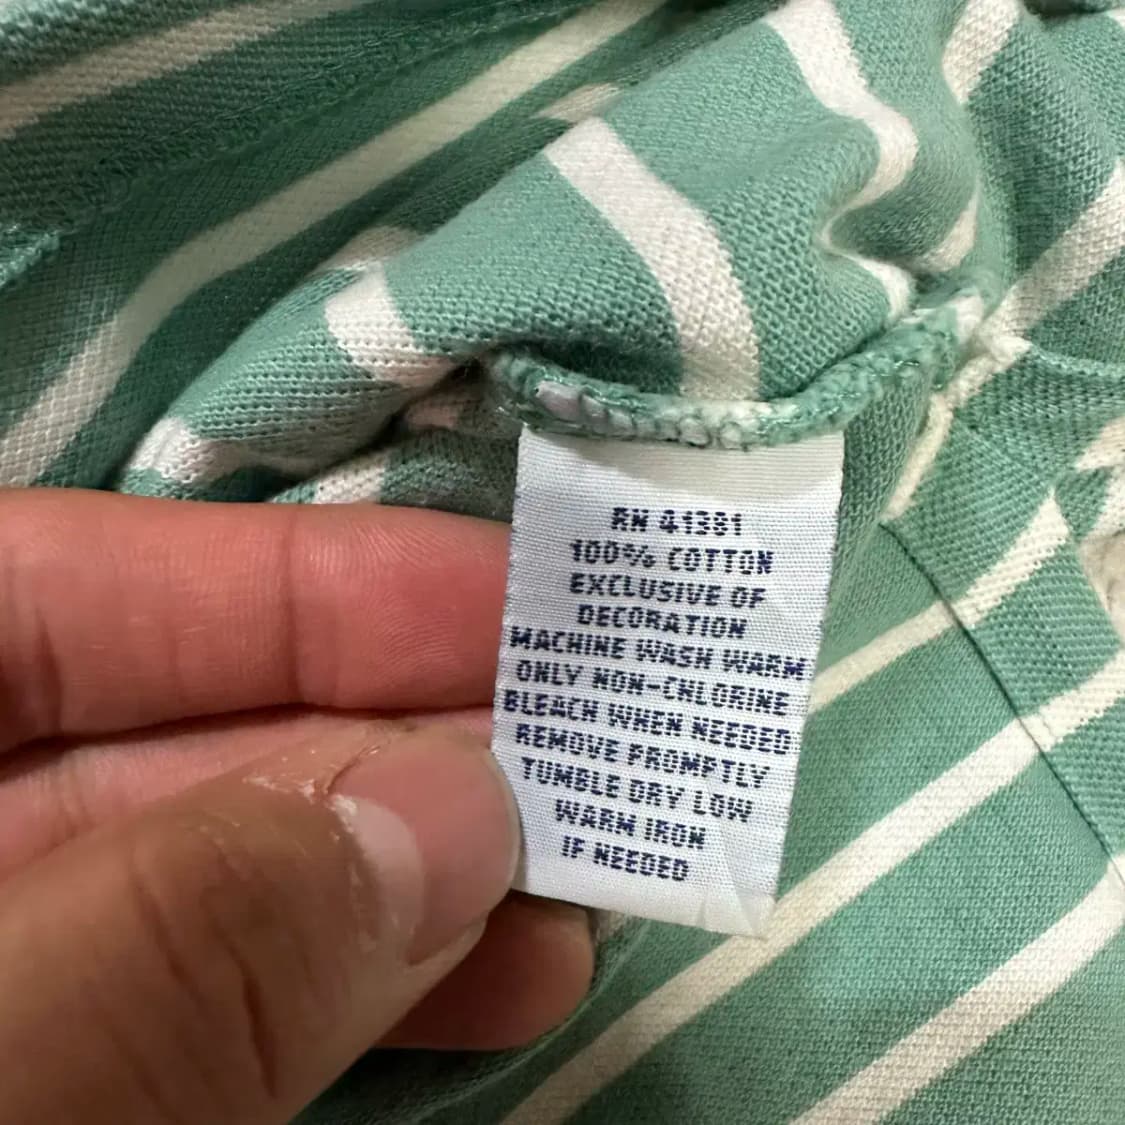 RN 41381
100% COTTON
EXCLUSIVE OF
DECORATION
MACHINE WASH WARM
ONLY NON-CHLORINE
BLEACH WHEN NEEDED
REMOVE PROMPTLY
TUMBLE DRY LOW
WARM IRON
IF NEEDED